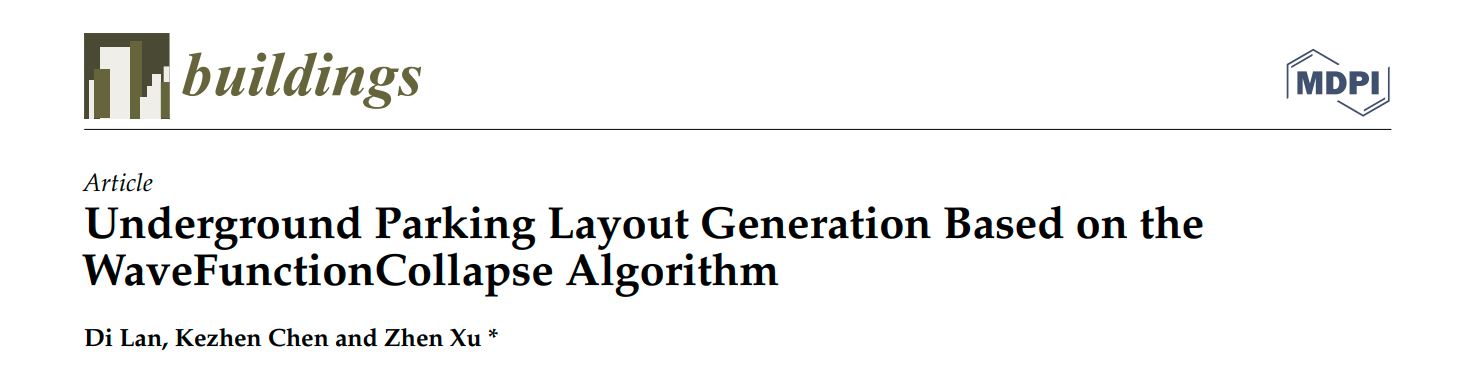 buildings
MDPI
Article
Underground Parking Layout Generation Based on the
WaveFunctionCollapse Algorithm
Di Lan, Kezhen Chen and Zhen Xu *